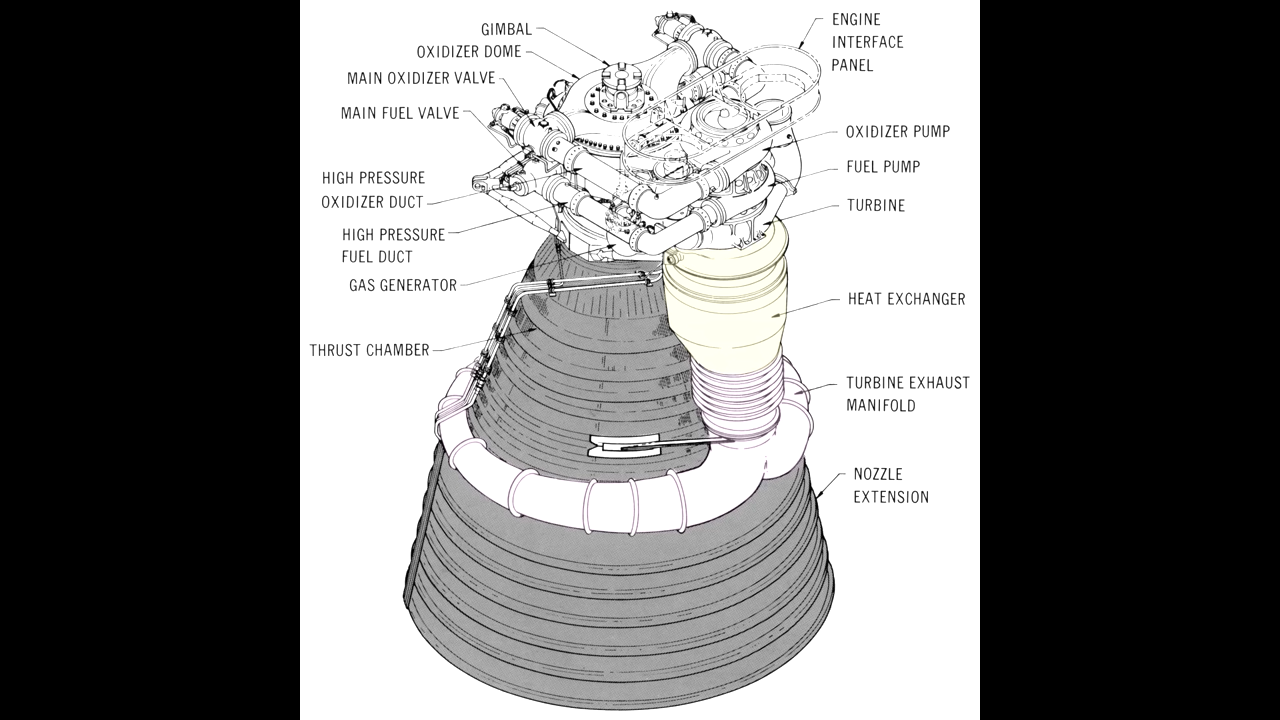 GIMBAL
OXIDIZER DOME
MAIN OXIDIZER VALVE
MAIN FUEL VALVE
HIGH PRESSURE
OXIDIZER DUCT
HIGH PRESSURE
FUEL DUCT
GAS GENERATOR
THRUST CHAMBER
ENGINE
INTERFACE
PANEL
OXIDIZER PUMP
FUEL PUMP
TURBINE
HEAT EXCHANGER
TURBINE EXHAUST
MANIFOLD
NOZZLE
EXTENSION